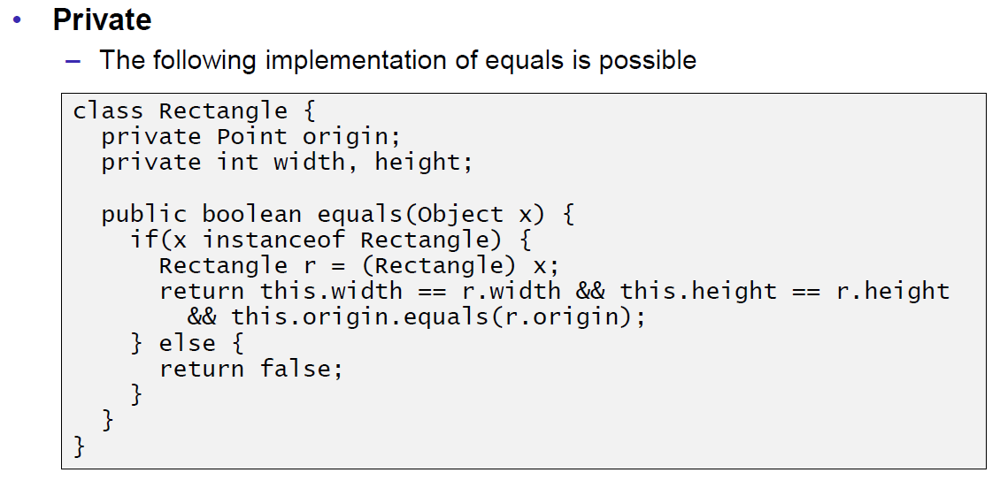 • Private
– The following implementation of equals is possible
class Rectangle {
  private Point origin;
  private int width, height;

  public boolean equals(Object x) {
    if(x instanceof Rectangle) {
      Rectangle r = (Rectangle) x;
      return this.width == r.width && this.height == r.height
        && this.origin.equals(r.origin);
    } else {
      return false;
    }
  }
}